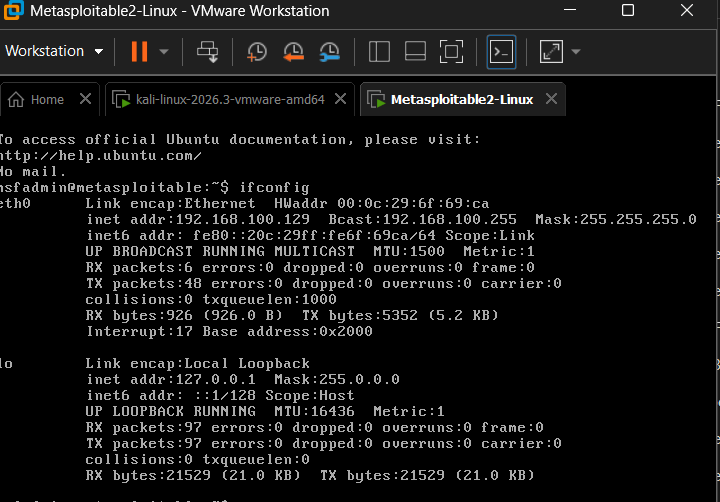 Metasploitable2-Linux - VMware Workstation
Workstation
Home
kali-linux-2026.3-vmware-amd64
Metasploitable2-Linux
To access official Ubuntu documentation, please visit:
http://help.ubuntu.com/
No mail.
msfadmin@metasploitable:~$ ifconfig
eth0 Link encap:Ethernet HWaddr 00:0c:29:6f:69:ca
inet addr:192.168.100.129 Bcast:192.168.100.255 Mask:255.255.255.0
inet6 addr: fe80::20c:29ff:fe6f:69ca/64 Scope:Link
UP BROADCAST RUNNING MULTICAST MTU:1500 Metric:1
RX packets:6 errors:0 dropped:0 overruns:0 frame:0
TX packets:48 errors:0 dropped:0 overruns:0 carrier:0
collisions:0 txqueuelen:1000
RX bytes:926 (926.0 B) TX bytes:5352 (5.2 KB)
Interrupt:17 Base address:0x2000
lo Link encap:Local Loopback
inet addr:127.0.0.1 Mask:255.0.0.0
inet6 addr: ::1/128 Scope:Host
UP LOOPBACK RUNNING MTU:16436 Metric:1
RX packets:97 errors:0 dropped:0 overruns:0 frame:0
TX packets:97 errors:0 dropped:0 overruns:0 carrier:0
collisions:0 txqueuelen:0
RX bytes:21529 (21.0 KB) TX bytes:21529 (21.0 KB)